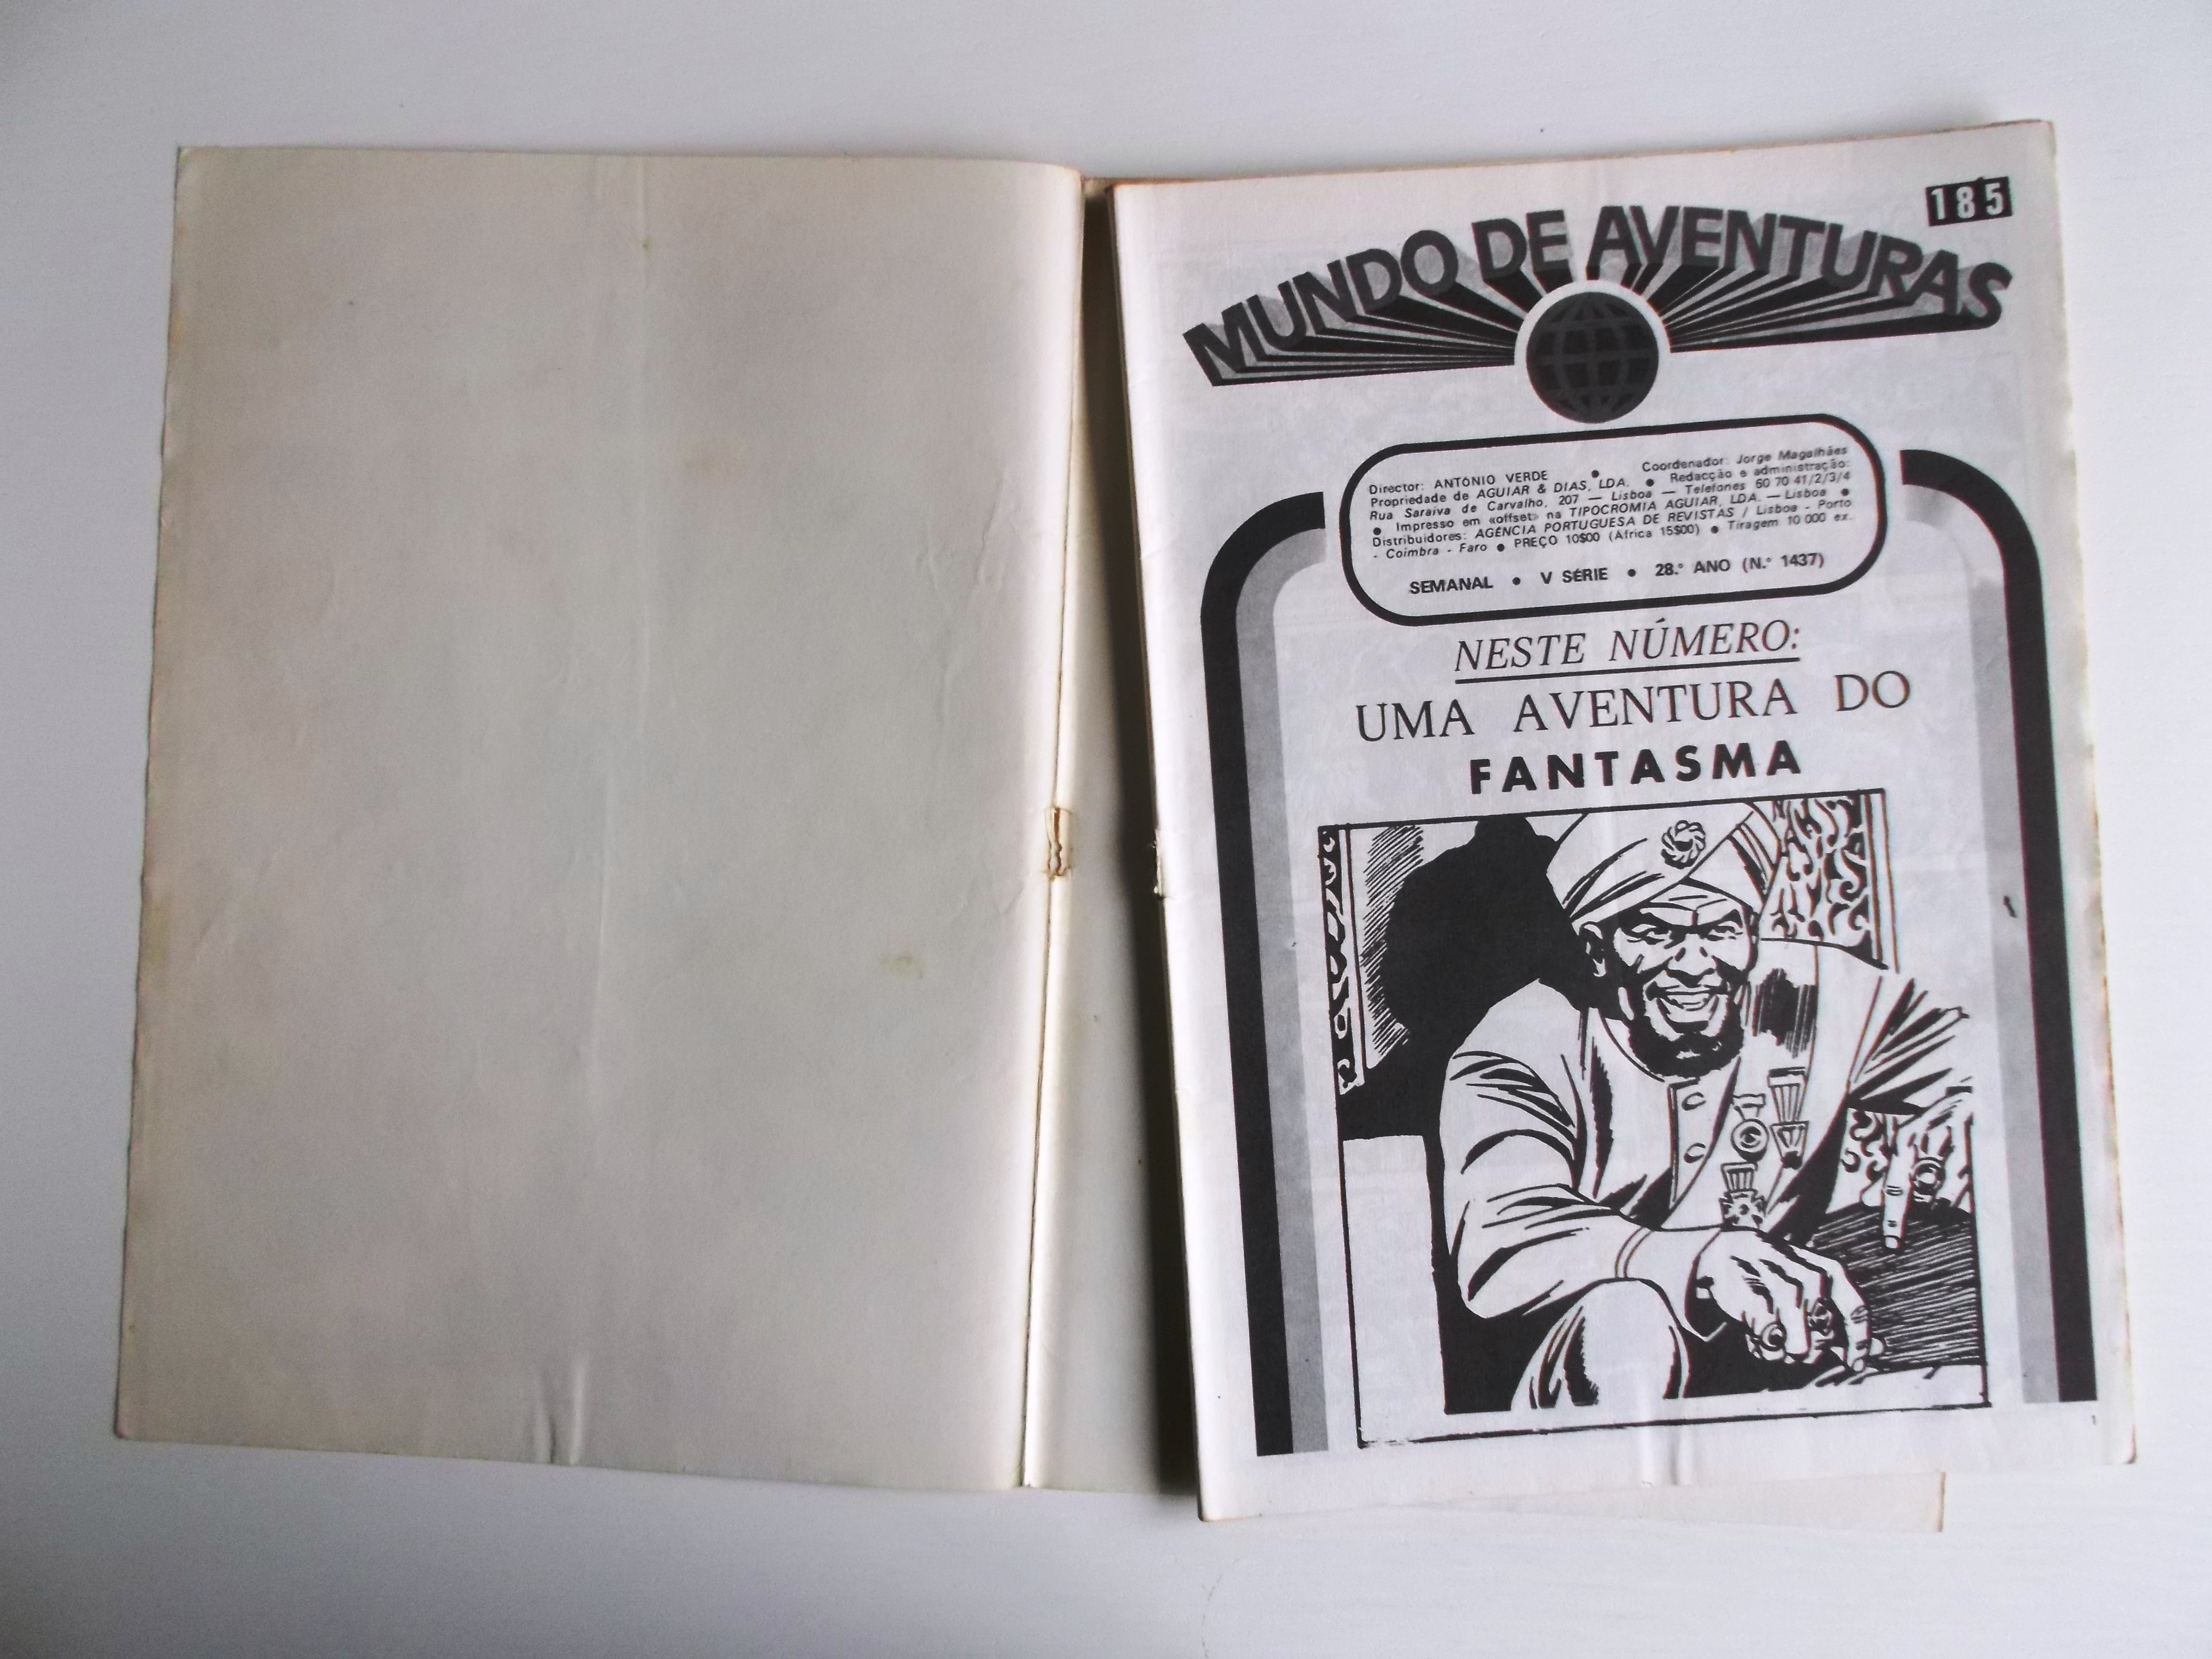 185
MUNDO DE AVENTURAS
Director: ANTÓNIO VERDE ● Coordenador: Jorge Magalhães
Propriedade de AGUIAR & DIAS, LDA. ● Redacção e administração:
Rua Saraiva de Carvalho, 207 — Lisboa — Telefones 60 70 41/2/3/4
● Impresso em «offset» na TIPOCROMIA AGUIAR, LDA. — Lisboa ●
Distribuidores: AGÊNCIA PORTUGUESA DE REVISTAS / Lisboa - Porto
- Coimbra - Faro ● PREÇO 10$00 (África 15$00) ● Tiragem 10 000 ex.
SEMANAL ● V SÉRIE ● 28.º ANO (N.º 1437)
NESTE NÚMERO:
UMA AVENTURA DO
FANTASMA
1